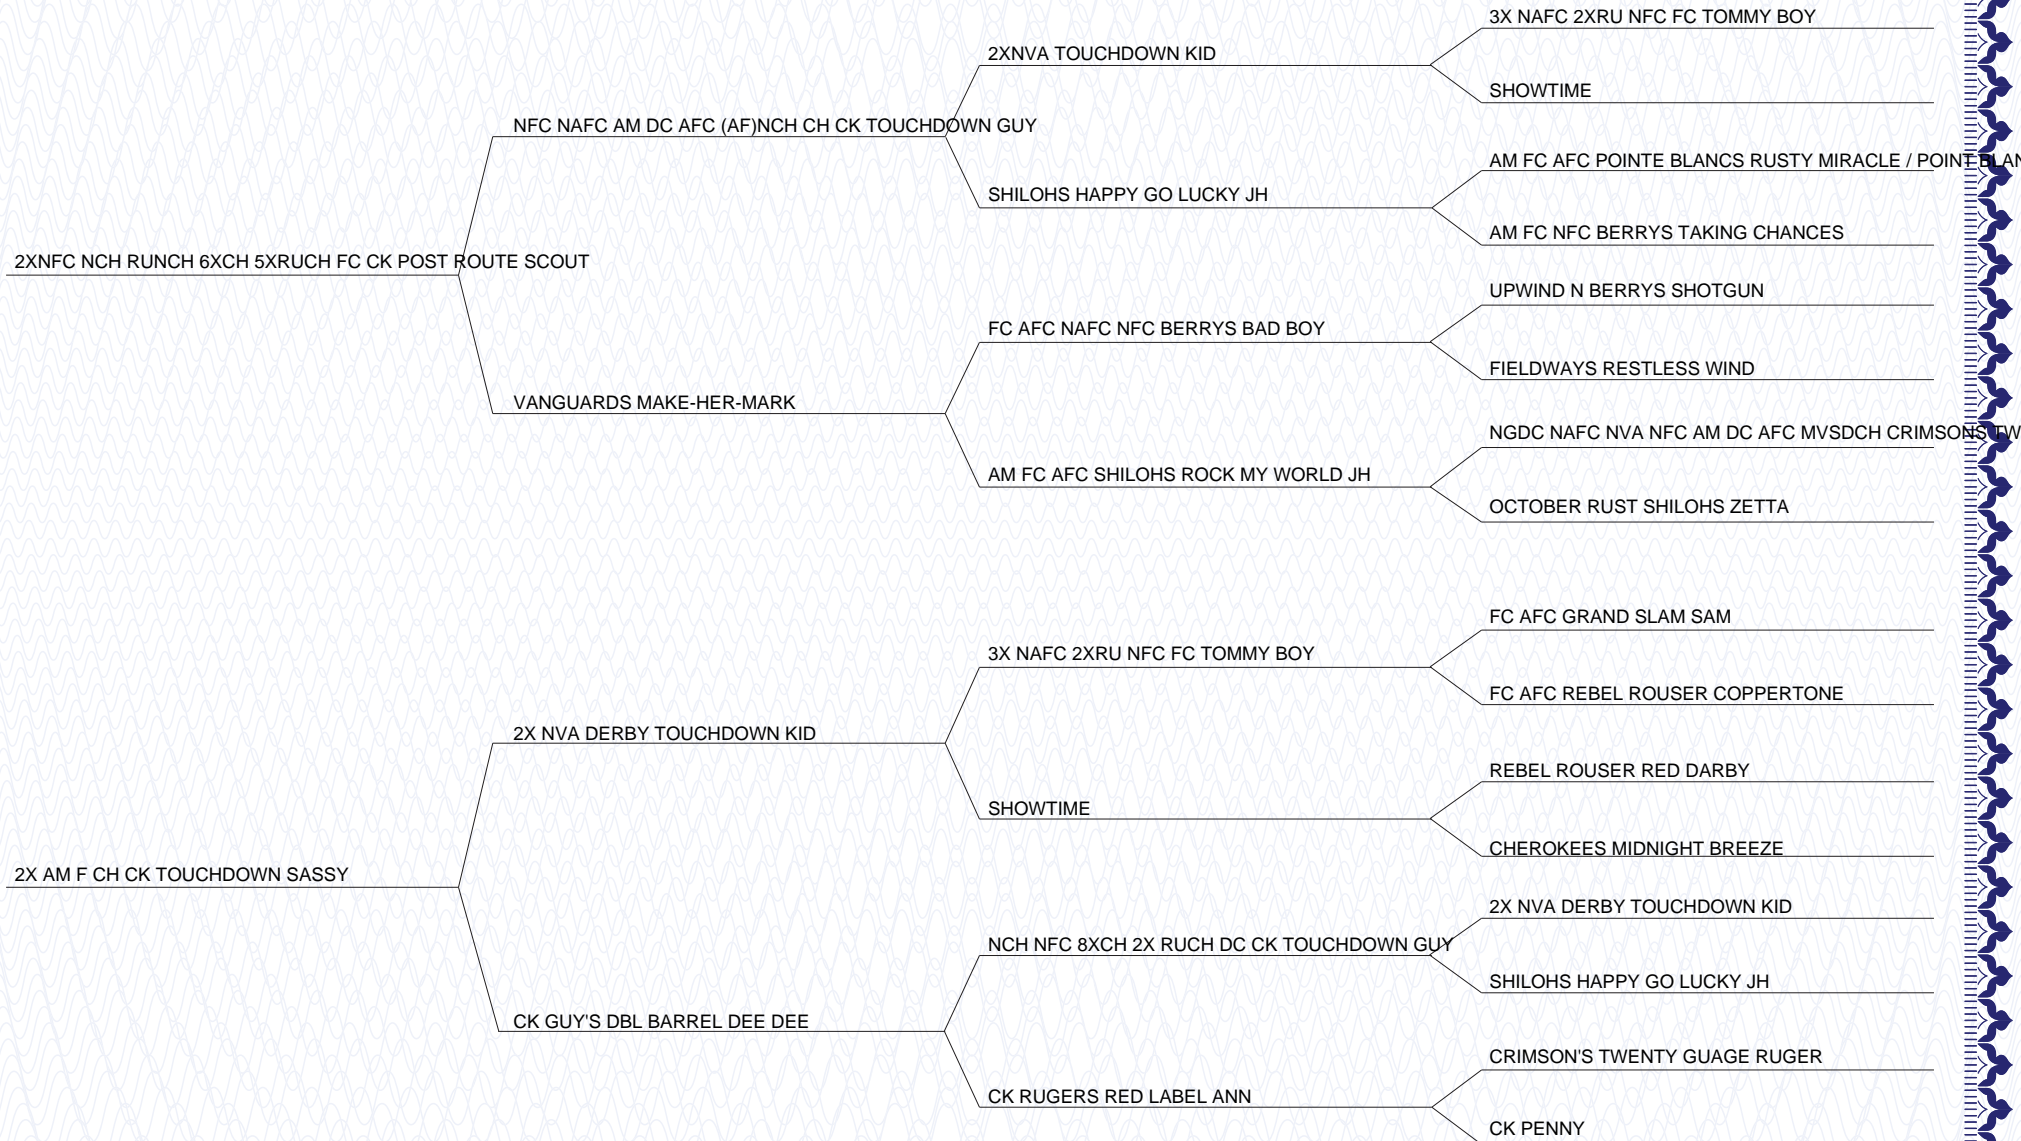 3X NAFC 2XRU NFC FC TOMMY BOY
2XNVA TOUCHDOWN KID
SHOWTIME
NFC NAFC AM DC AFC (AF)NCH CH CK TOUCHDOWN GUY
AM FC AFC POINTE BLANCS RUSTY MIRACLE / POINT
SHILOHS HAPPY GO LUCKY JH
AM FC NFC BERRYS TAKING CHANCES
2XNFC NCH RUNCH 6XCH 5XRUCH FC CK POST ROUTE SCOUT
UPWIND N BERRYS SHOTGUN
FC AFC NAFC NFC BERRYS BAD BOY
FIELDWAYS RESTLESS WIND
VANGUARDS MAKE-HER-MARK
NGDC NAFC NVA NFC AM DC AFC MVSDCH CRIMSONS TW
AM FC AFC SHILOHS ROCK MY WORLD JH
OCTOBER RUST SHILOHS ZETTA
FC AFC GRAND SLAM SAM
3X NAFC 2XRU NFC FC TOMMY BOY
FC AFC REBEL ROUSER COPPERTONE
2X NVA DERBY TOUCHDOWN KID
REBEL ROUSER RED DARBY
SHOWTIME
CHEROKEES MIDNIGHT BREEZE
2X AM F CH CK TOUCHDOWN SASSY
2X NVA DERBY TOUCHDOWN KID
NCH NFC 8XCH 2X RUCH DC CK TOUCHDOWN GUY
SHILOHS HAPPY GO LUCKY JH
CK GUY'S DBL BARREL DEE DEE
CRIMSON'S TWENTY GUAGE RUGER
CK RUGERS RED LABEL ANN
CK PENNY